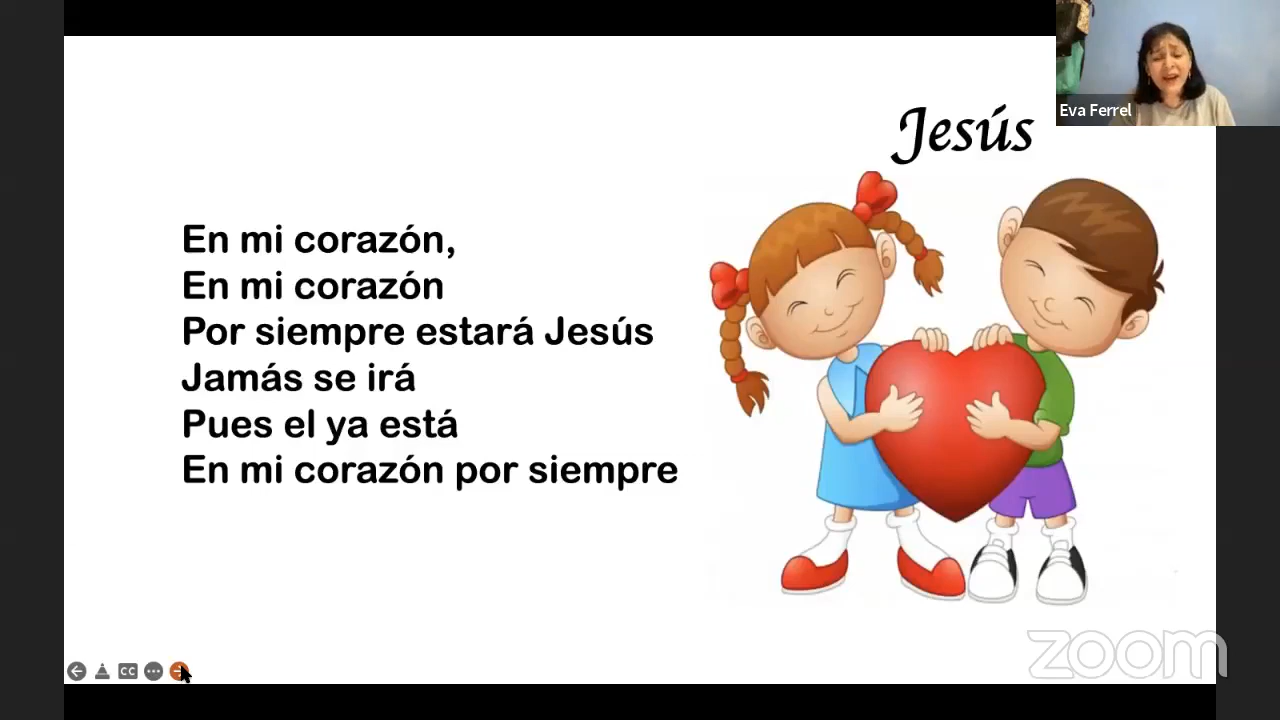 Eva Ferrel
Jesús
En mi corazón,
En mi corazón
Por siempre estará Jesús
Jamás se irá
Pues el ya está
En mi corazón por siempre
CC
zoom